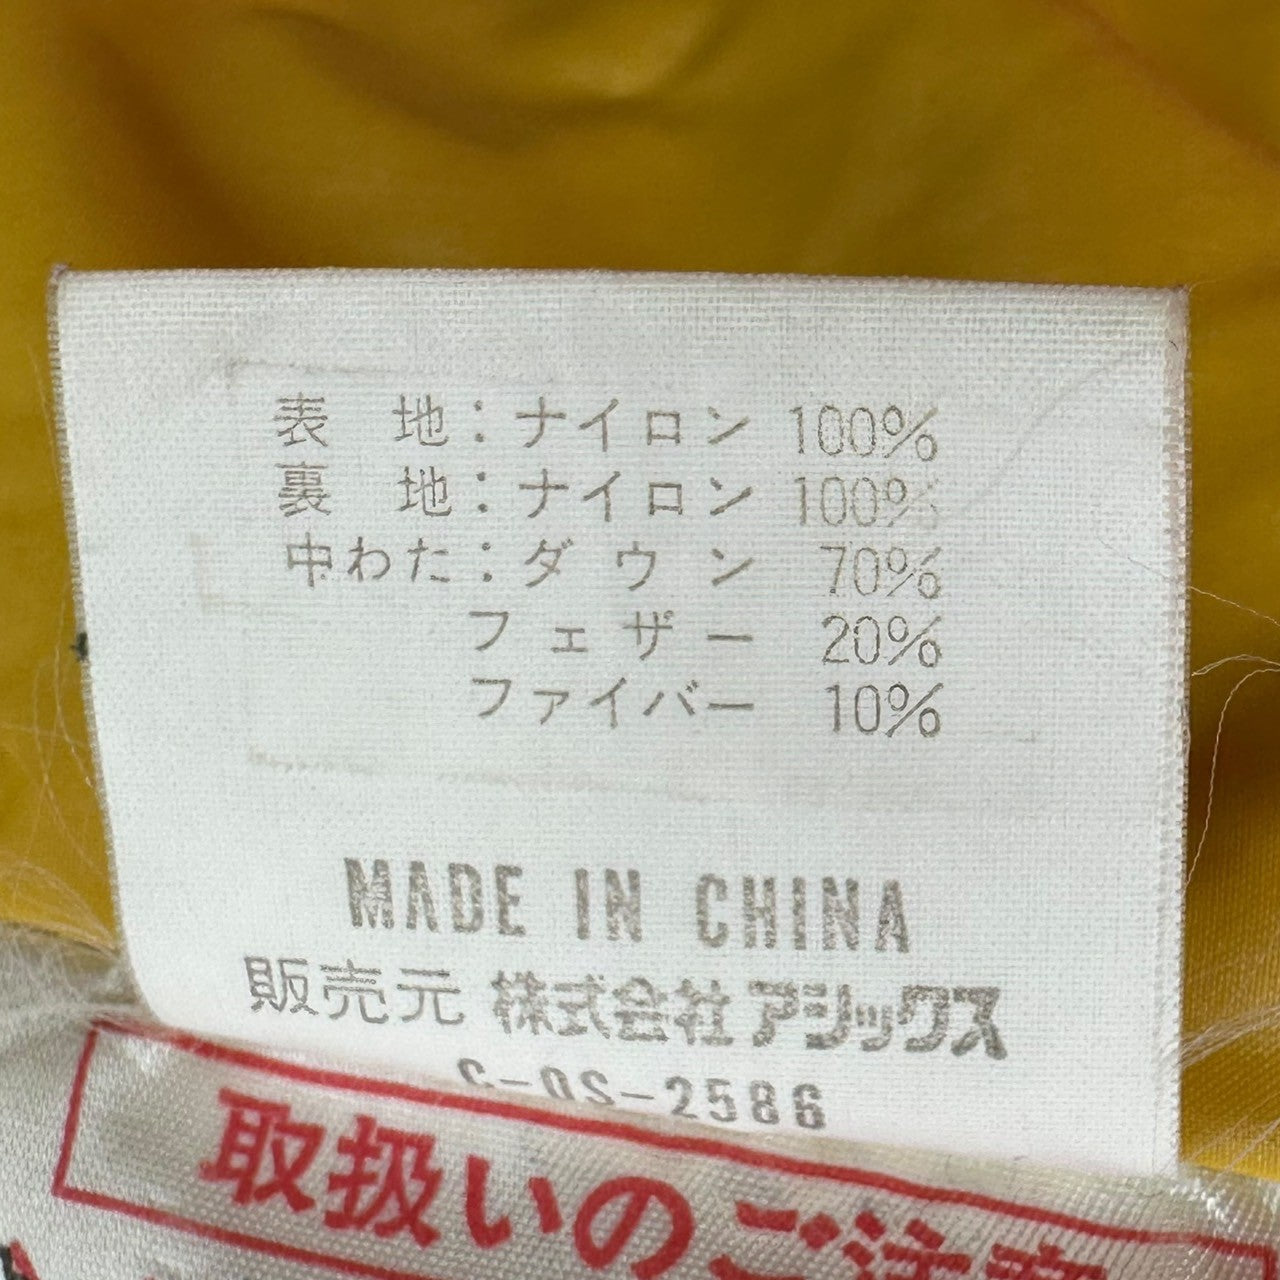 表 地：ナイロン 100%
裏 地：ナイロン 100%
中わた：ダウン 70%
フェザー 20%
ファイバー 10%
MADE IN CHINA
販売元 株式会社アシックス
C-OS-2586
取扱いのご注意